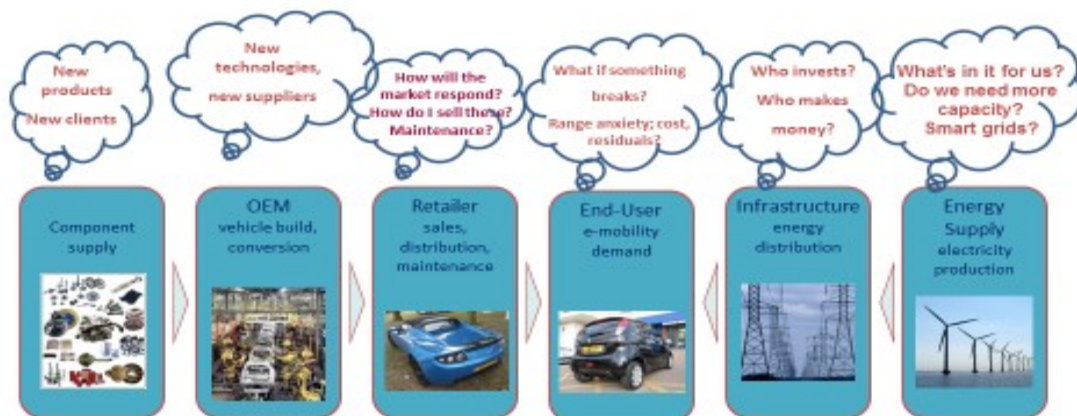 New
products
New clients
New
technologies,
new suppliers
How will the
market respond?
How do I sell these?
Maintenance?
What if something
breaks?
Range anxiety; cost,
residuals?
Who invests?
Who makes
money?
What's in it for us?
Do we need more
capacity?
Smart grids?
Component
supply
OEM
vehicle build,
conversion
Retailer
sales,
distribution,
maintenance
End-User
e-mobility
demand
Infrastructure
energy
distribution
Energy
Supply
electricity
production